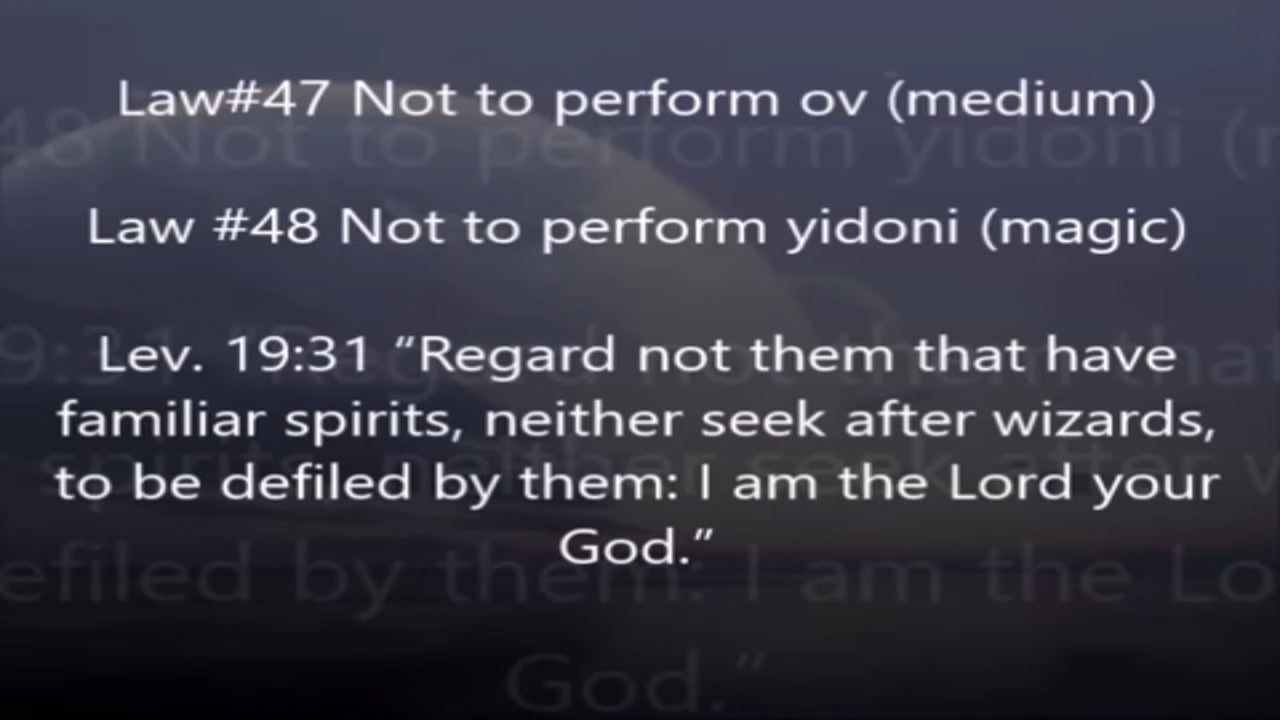 Law#47 Not to perform ov (medium)
Law #48 Not to perform yidoni (magic)
Lev. 19:31 “Regard not them that have
familiar spirits, neither seek after wizards,
to be defiled by them: I am the Lord your
God.”